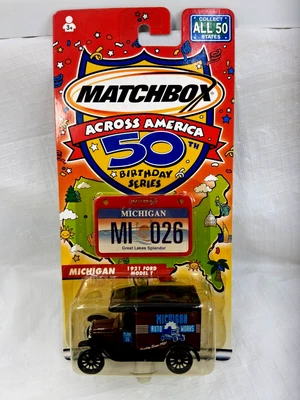 3+
COLLECT
ALL 50
STATES
MATCHBOX
ACROSS AMERICA
50TH
BIRTHDAY
SERIES
MICHIGAN
MI 026
Great Lakes Splendor
MICHIGAN
1921 FORD
MODEL T
MICHIGAN
AUTO WORKS